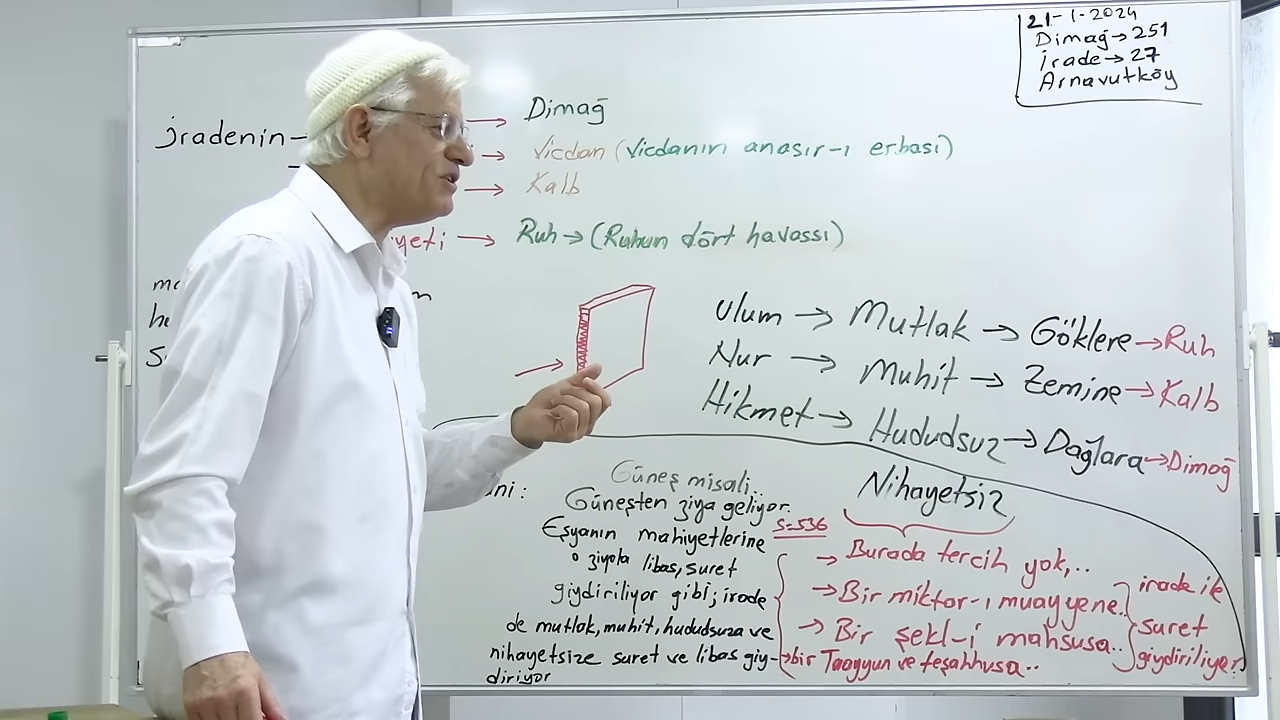 21-1-2024
Dimağ→251
irade→27
Arnavutköy
İradenin → Dimağ
→ Vicdan (Vicdanın anasır-ı erbası)
→ Kalb
yeti → Ruh → (Ruhun dört havassı)
Ulum → Mutlak → Göklere → Ruh
Nur → Muhit → Zemine → Kalb
Hikmet → Hududsuz → Dağlara → Dimağ
Nihayetsiz
Güneş misali..
Güneşten ziya geliyor.
Eşyanın mahiyetlerine S=536
o ziyola libas, suret
giydiriliyor gibi; irade
de mutlak, muhit, hududsuza ve
nihayetsize suret ve libas giy-
diriyor
→ Burada tercih yok,..
→ Bir miktar-ı muayyene..
→ Bir şekl-i mahsusa..
→ bir Taayyun ve teşahhusa..
irade ile
suret
giydiriliyor.